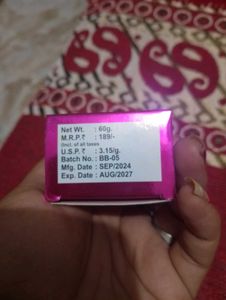 Net Wt. : 60g.
M.R.P.₹ : 189/-
(Incl. of all taxes
U.S.P.₹ : 3.15/g.
Batch No. : BB-05
Mfg. Date : SEP/2024
Exp. Date : AUG/2027